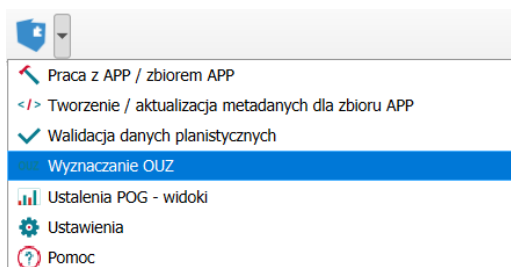 Praca z APP / zbiorem APP
</> Tworzenie / aktualizacja metadanych dla zbioru APP
Walidacja danych planistycznych
Wyznaczanie OUZ
Ustalenia POG - widoki
Ustawienia
Pomoc